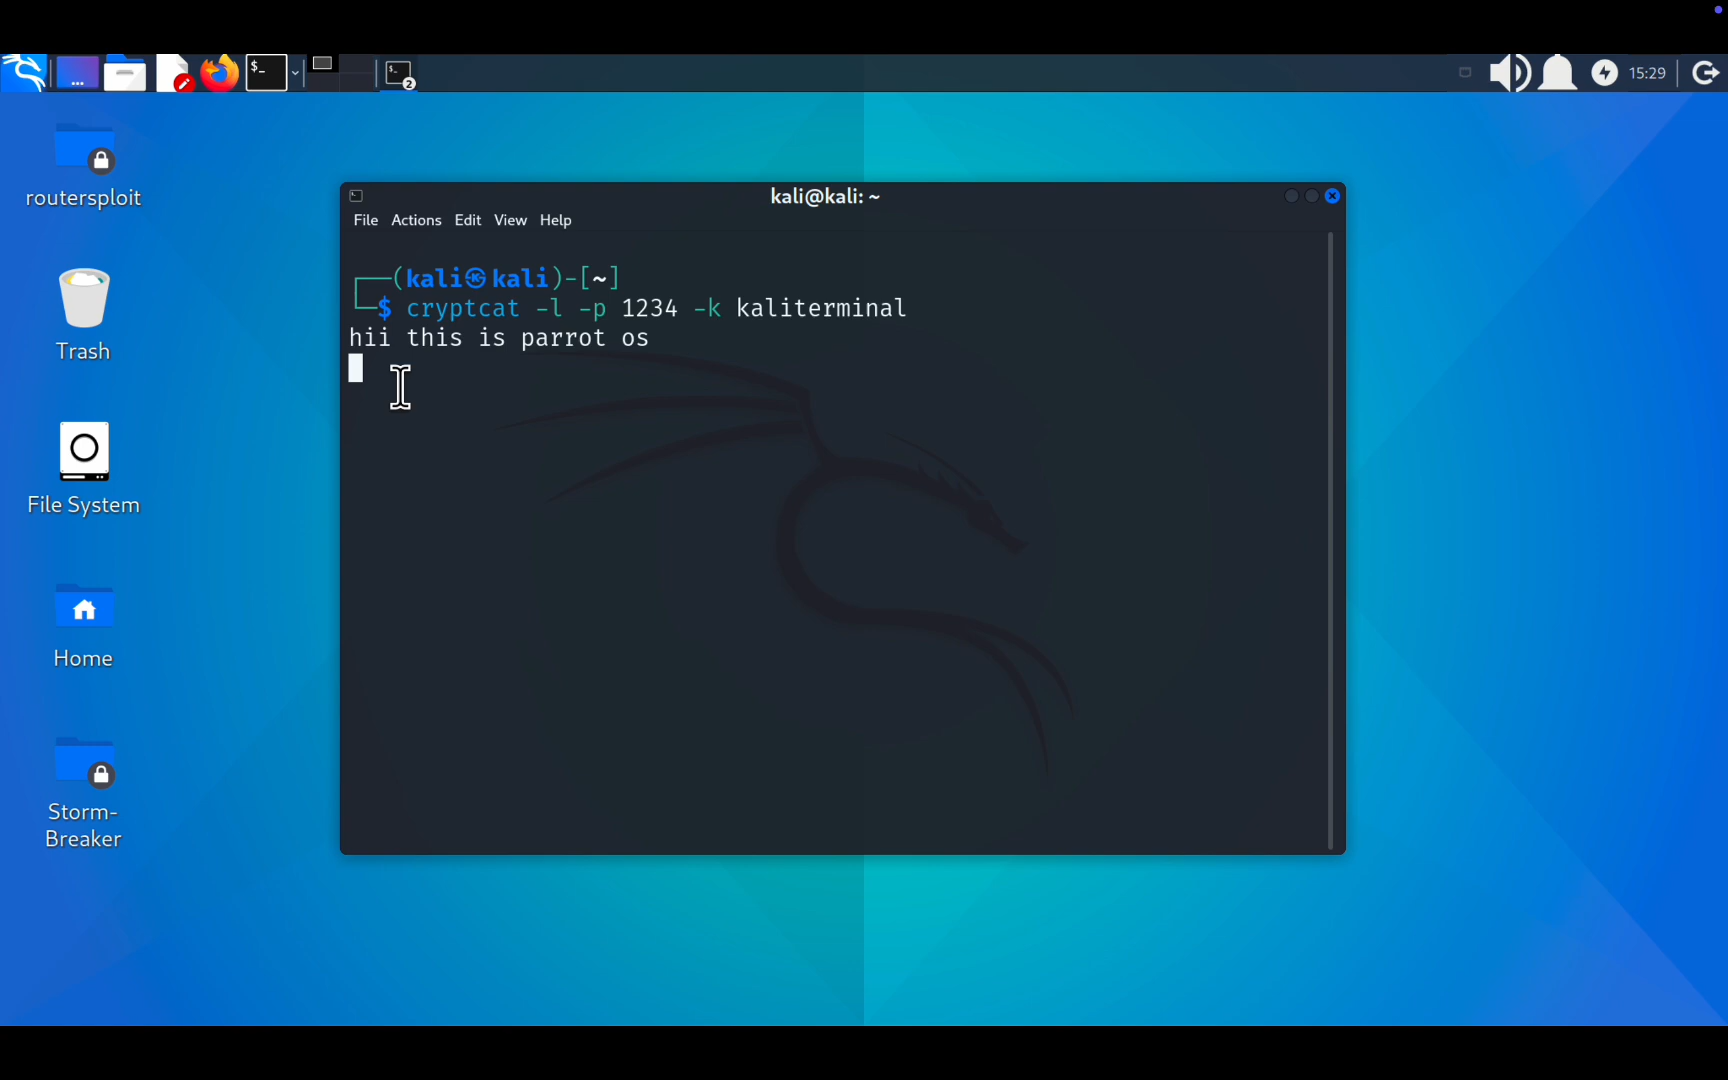 $_
$_
2
15:29
routersploit
Trash
File System
Home
Storm-
Breaker
kali@kali: ~
File Actions Edit View Help
┌──(kali㉿kali)-[~]
└─$ cryptcat -l -p 1234 -k kaliterminal
hii this is parrot os